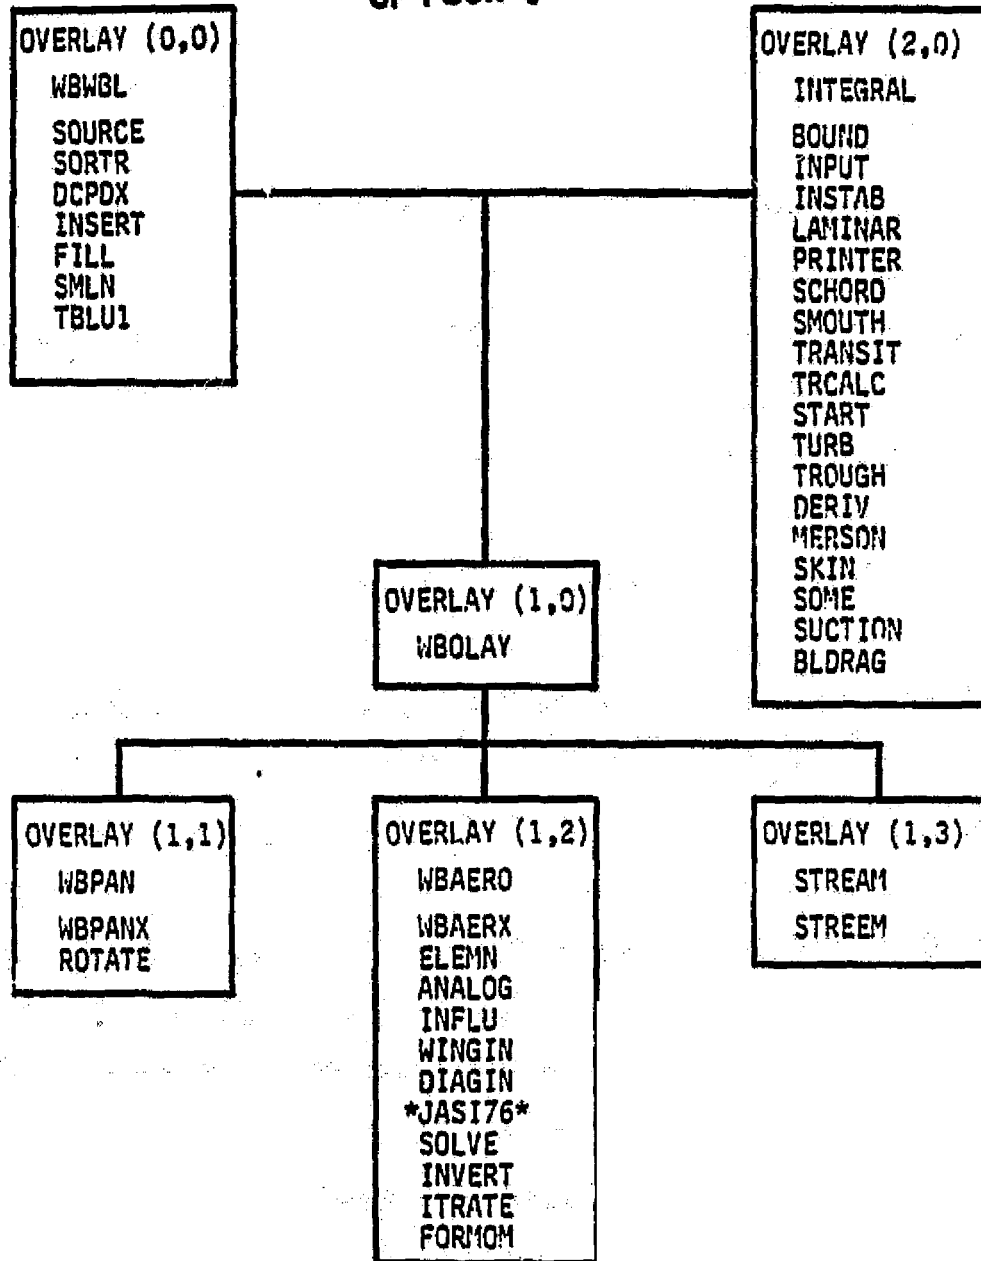 OVERLAY (0,0)
WBWBL
SOURCE
SORTR
DCPDX
INSERT
FILL
SMLN
TBLU1
OVERLAY (2,0)
INTEGRAL
BOUND
INPUT
INSTAB
LAMINAR
PRINTER
SCHORD
SMOUTH
TRANSIT
TRCALC
START
TURB
TROUGH
DERIV
MERSON
SKIN
SOME
SUCTION
BLDRAG
OVERLAY (1,0)
WBOLAY
OVERLAY (1,1)
WBPAN
WBPANX
ROTATE
OVERLAY (1,2)
WBAERO
WBAERX
ELEMN
ANALOG
INFLU
WINGIN
DIAGIN
*JASI76*
SOLVE
INVERT
ITRATE
FORMOM
OVERLAY (1,3)
STREAM
STREEM